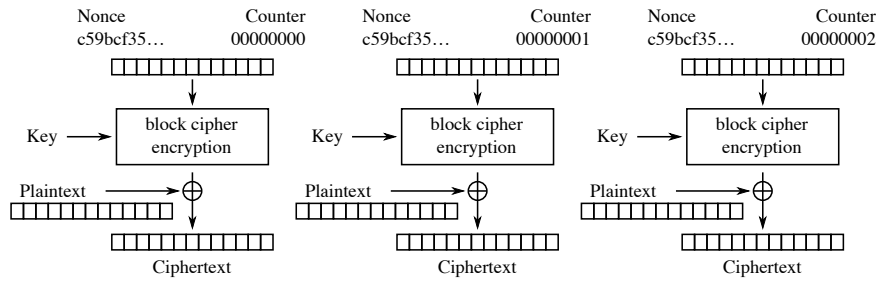 Nonce Counter
c59bcf35... 00000000
Key
block cipher
encryption
Plaintext
Ciphertext
Nonce Counter
c59bcf35... 00000001
Key
block cipher
encryption
Plaintext
Ciphertext
Nonce Counter
c59bcf35... 00000002
Key
block cipher
encryption
Plaintext
Ciphertext